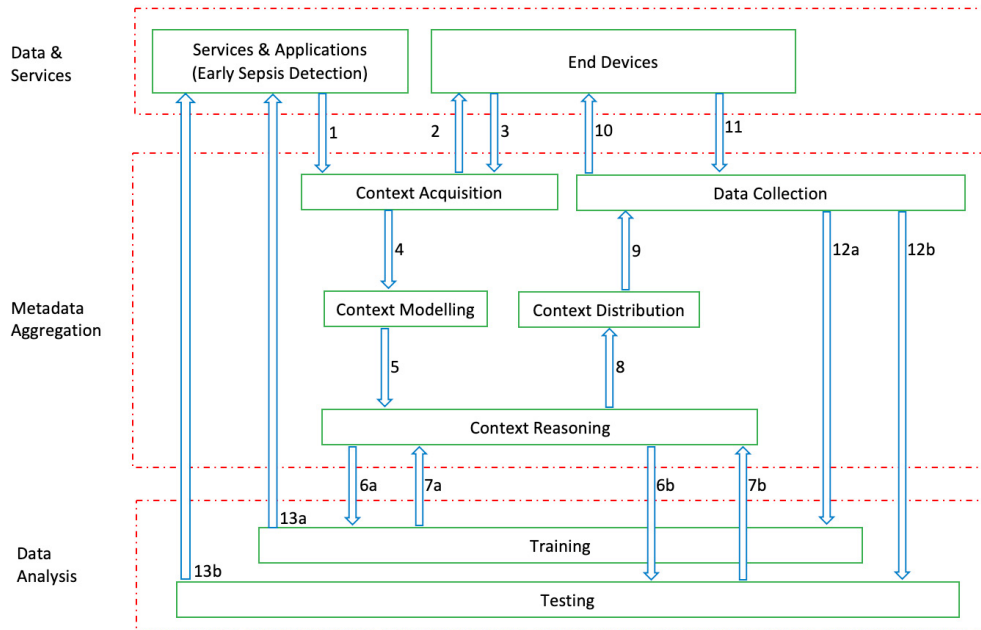 Data &
Services
Services & Applications
(Early Sepsis Detection)
End Devices
1
2
3
10
11
Context Acquisition
Data Collection
4
9
12a
12b
Metadata
Aggregation
Context Modelling
Context Distribution
5
8
Context Reasoning
6a
7a
6b
7b
Data
Analysis
13a
Training
13b
Testing